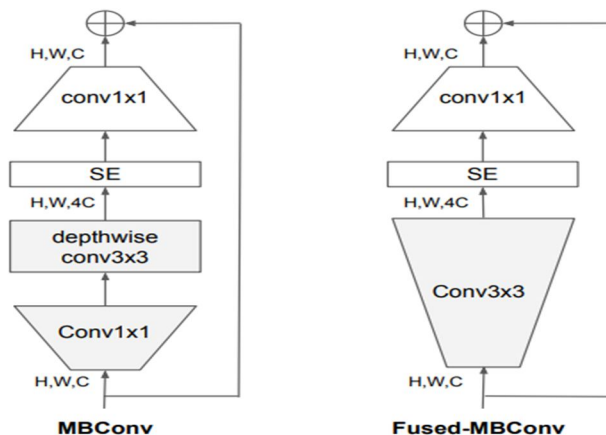 H,W,C
conv1x1
SE
H,W,4C
depthwise
conv3x3
Conv1x1
H,W,C
MBConv
H,W,C
conv1x1
SE
H,W,4C
Conv3x3
H,W,C
Fused-MBConv